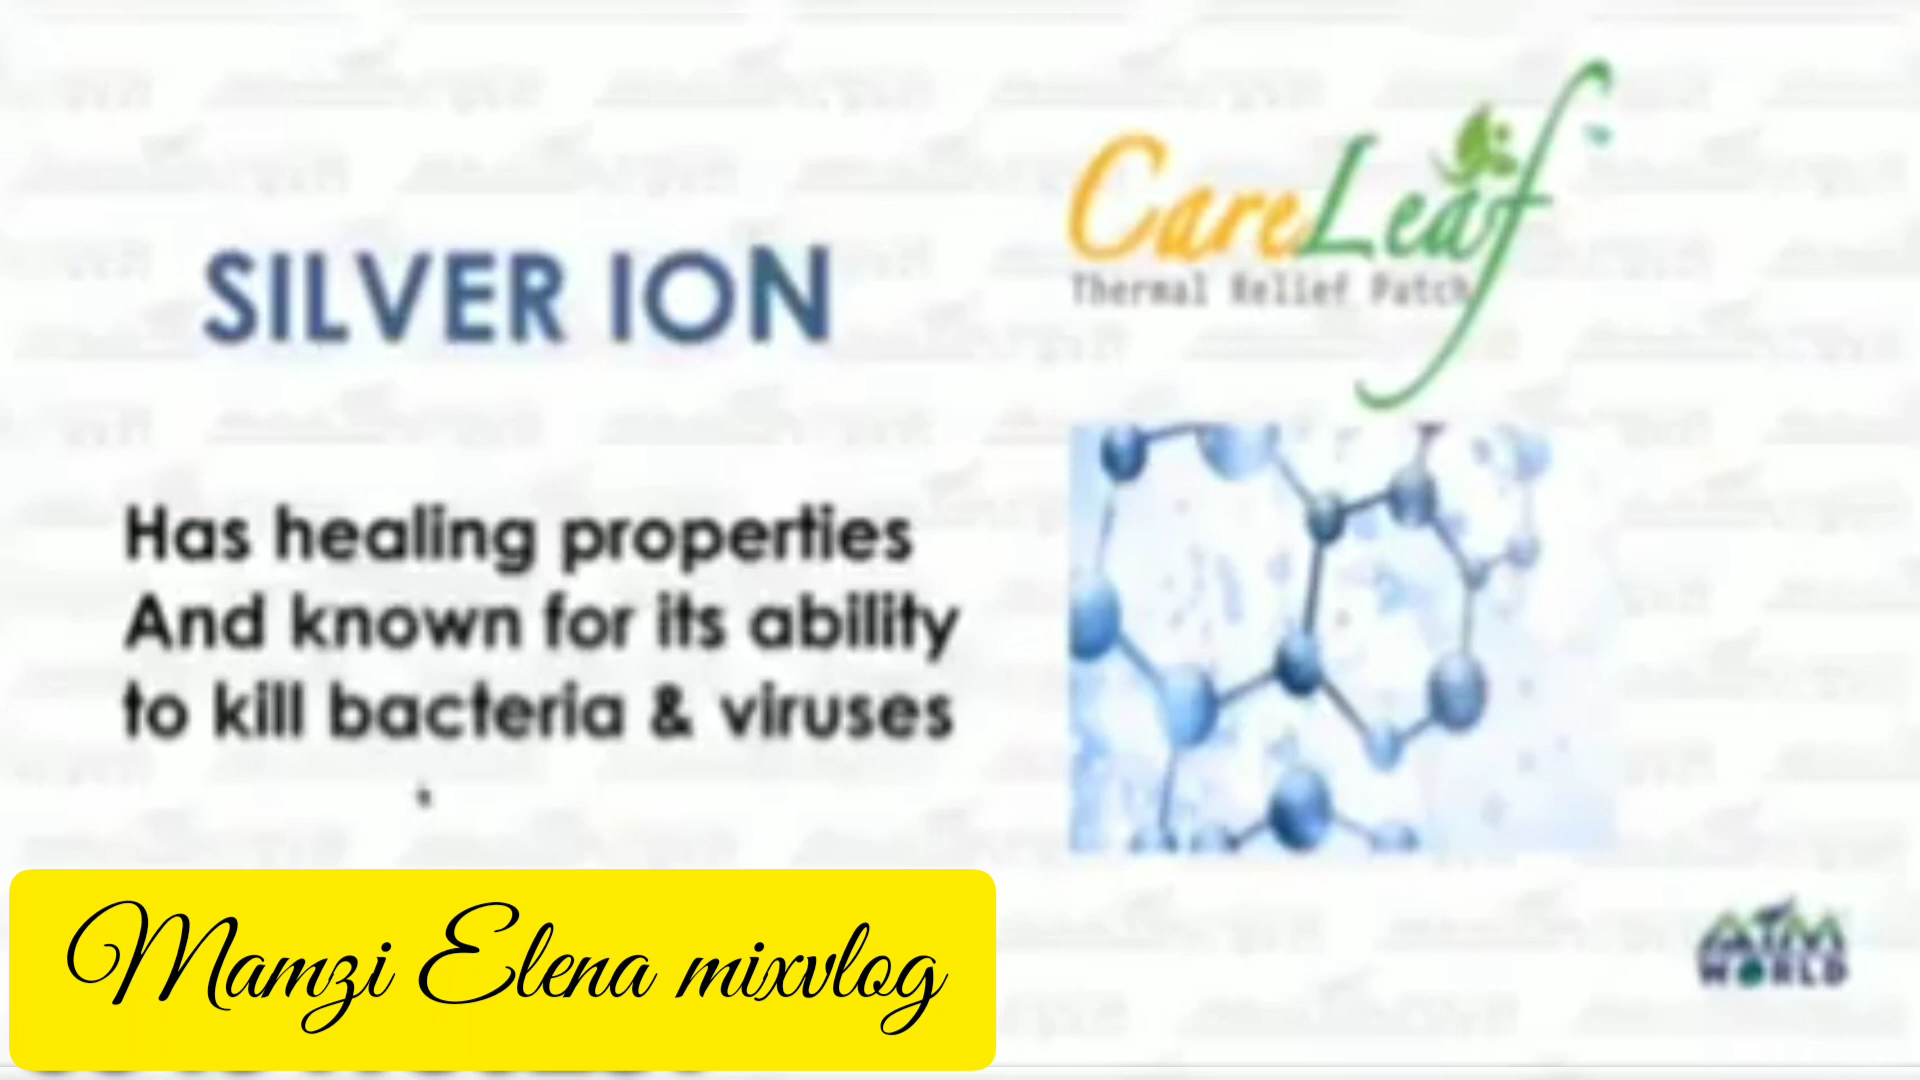 SILVER ION
CareLeaf
Thermal Relief Patch
Has healing properties
And known for its ability
to kill bacteria & viruses
Mamzi Elena mixvlog
WORLD